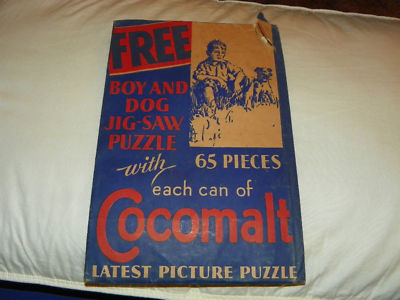 FREE
BOY AND
DOG
JIG-SAW
PUZZLE
with 65 PIECES
each can of
Cocomalt
LATEST PICTURE PUZZLE